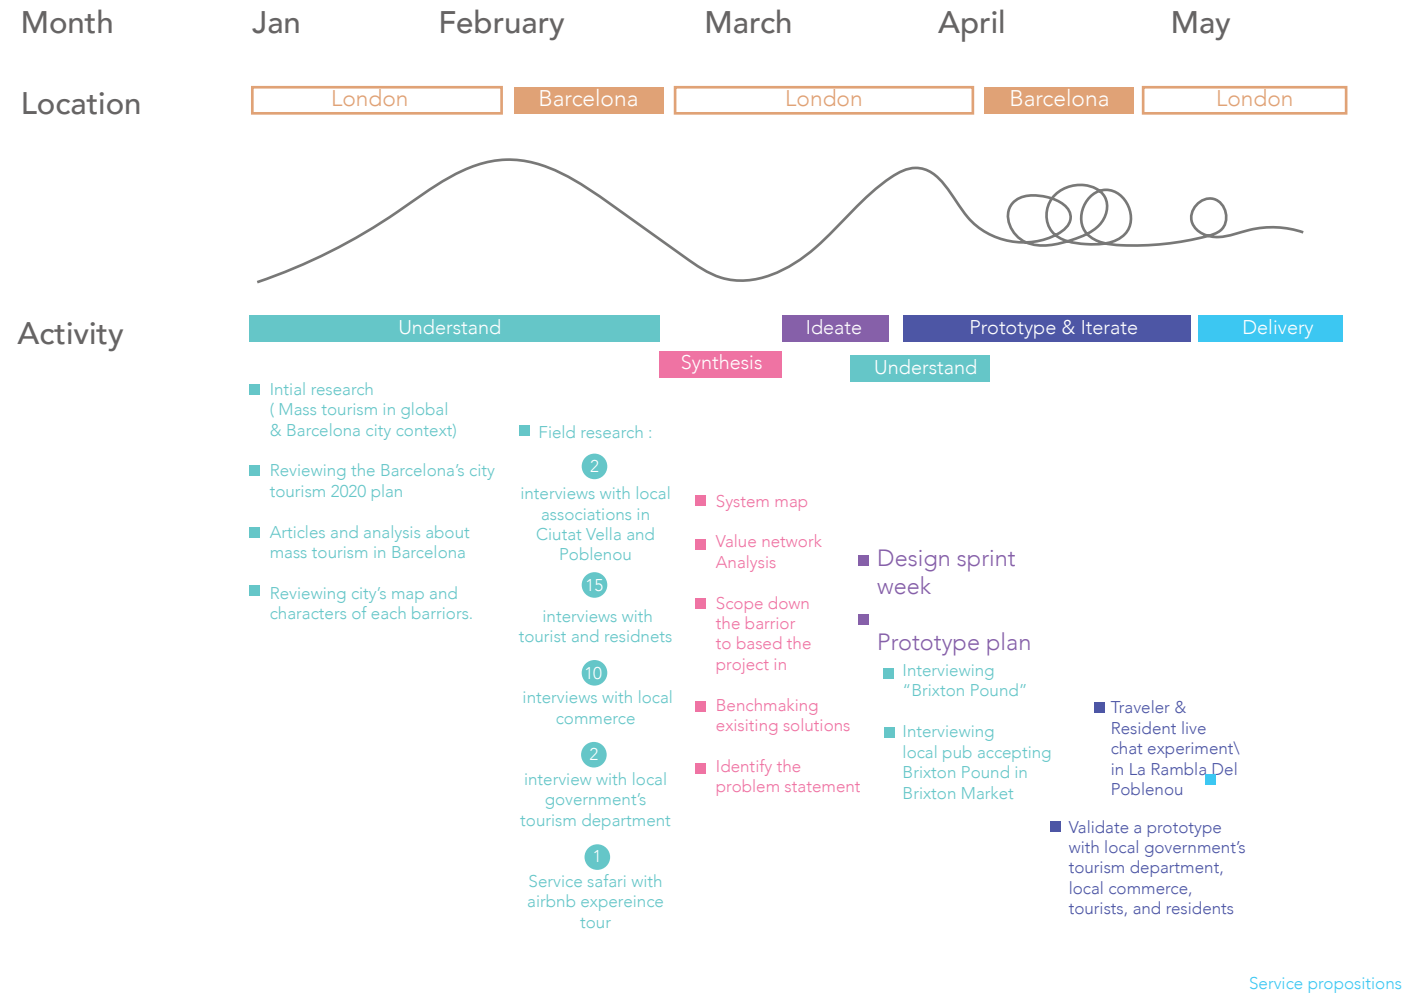 Month
Jan
February
March
April
May
Location
London
Barcelona
London
Barcelona
London
Activity
Understand
Ideate
Prototype & Iterate
Delivery
Synthesis
Understand
Intial research
( Mass tourism in global
& Barcelona city context)
Reviewing the Barcelona's city
tourism 2020 plan
Articles and analysis about
mass tourism in Barcelona
Reviewing city's map and
characters of each barriors.
Field research :
2
interviews with local
associations in
Ciutat Vella and
Poblenou
15
interviews with
tourist and residnets
10
interviews with local
commerce
2
interview with local
government's
tourism department
1
Service safari with
airbnb expereince
tour
System map
Value network
Analysis
Scope down
the barrior
to based the
project in
Benchmaking
exisiting solutions
Identify the
problem statement
Design sprint
week
Prototype plan
Interviewing
“Brixton Pound”
Interviewing
local pub accepting
Brixton Pound in
Brixton Market
Traveler &
Resident live
chat experiment\
in La Rambla Del
Poblenou
Validate a prototype
with local government's
tourism department,
local commerce,
tourists, and residents
Service propositions